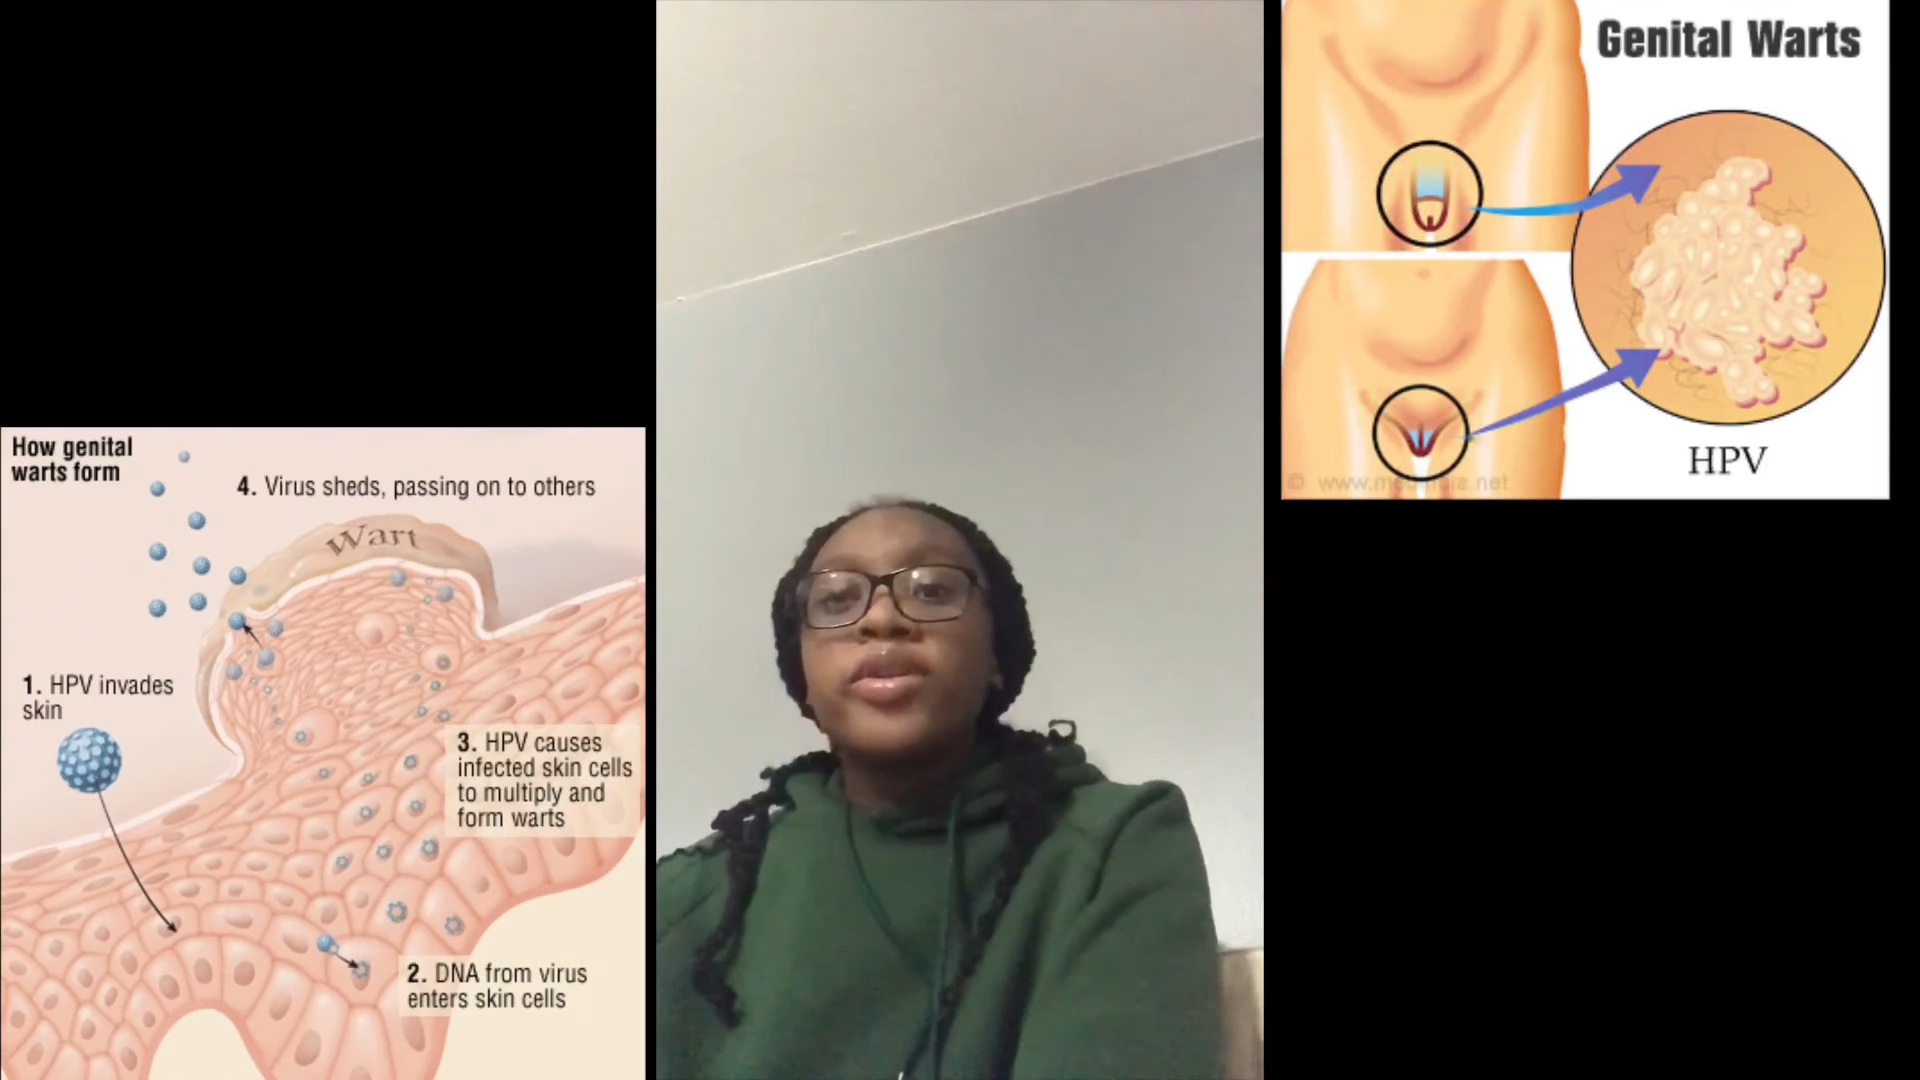 How genital
warts form
4. Virus sheds, passing on to others
Wart
1. HPV invades
skin
3. HPV causes
infected skin cells
to multiply and
form warts
2. DNA from virus
enters skin cells
Genital Warts
HPV
©